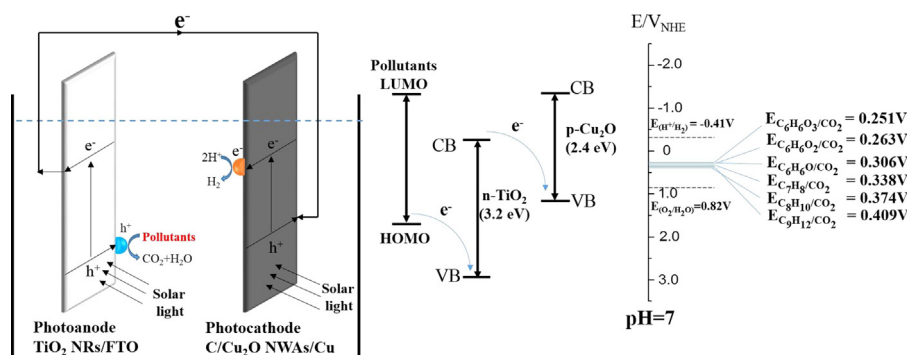 e⁻
e⁻
h⁺
Pollutants
CO₂+H₂O
h⁺
Solar
light
Photoanode
TiO₂ NRs/FTO
2H⁺
e⁻
e⁻
H₂
h⁺
Solar
light
Photocathode
C/Cu₂O NWAs/Cu
Pollutants
LUMO
e⁻
HOMO
CB
n-TiO₂
(3.2 eV)
VB
e⁻
CB
p-Cu₂O
(2.4 eV)
VB
E/V_NHE
-2.0
-1.0
E(H⁺/H₂)= -0.41V
0
1.0
E(O₂/H₂O)= 0.82V
2.0
3.0
pH=7
E_C₆H₆O₃/CO₂ = 0.251V
E_C₆H₆O₂/CO₂ = 0.263V
E_C₆H₆O/CO₂ = 0.306V
E_C₇H₈/CO₂ = 0.338V
E_C₈H₁₀/CO₂ = 0.374V
E_C₉H₁₂/CO₂ = 0.409V